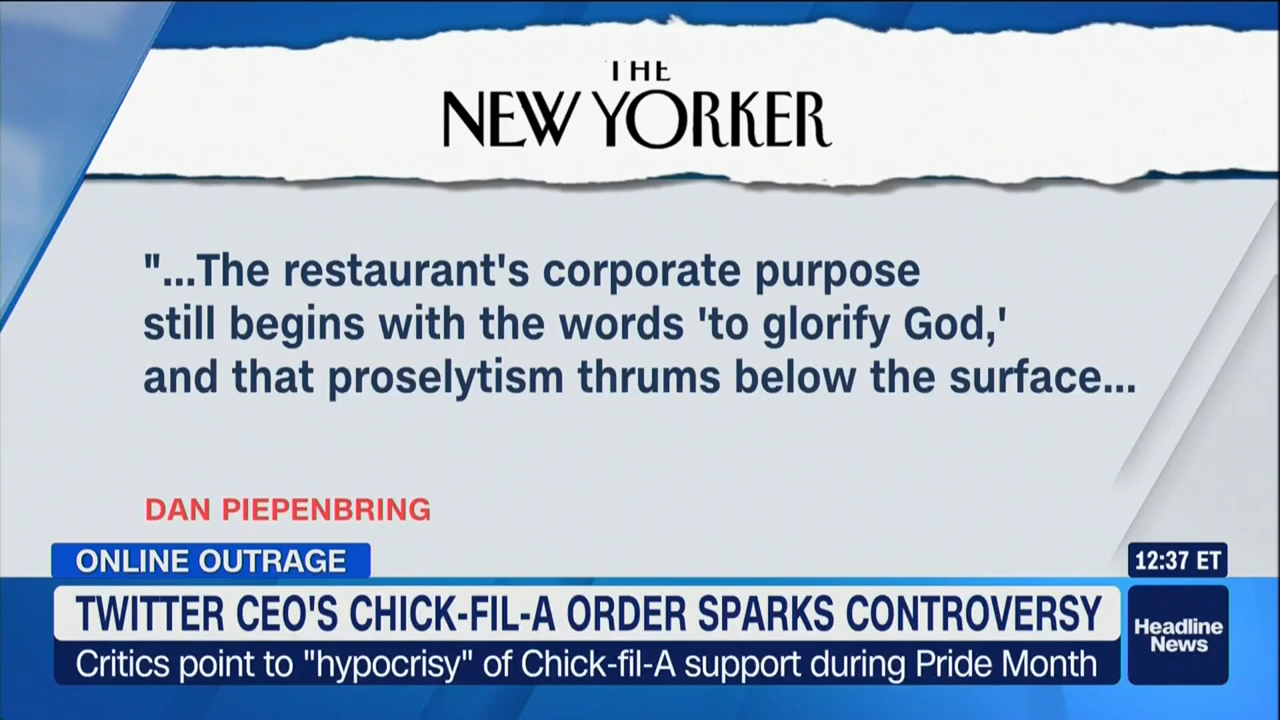 THE
NEW YORKER
"...The restaurant's corporate purpose
still begins with the words 'to glorify God,'
and that proselytism thrums below the surface...
DAN PIEPENBRING
ONLINE OUTRAGE
12:37 ET
TWITTER CEO'S CHICK-FIL-A ORDER SPARKS CONTROVERSY
Critics point to "hypocrisy" of Chick-fil-A support during Pride Month
Headline
News